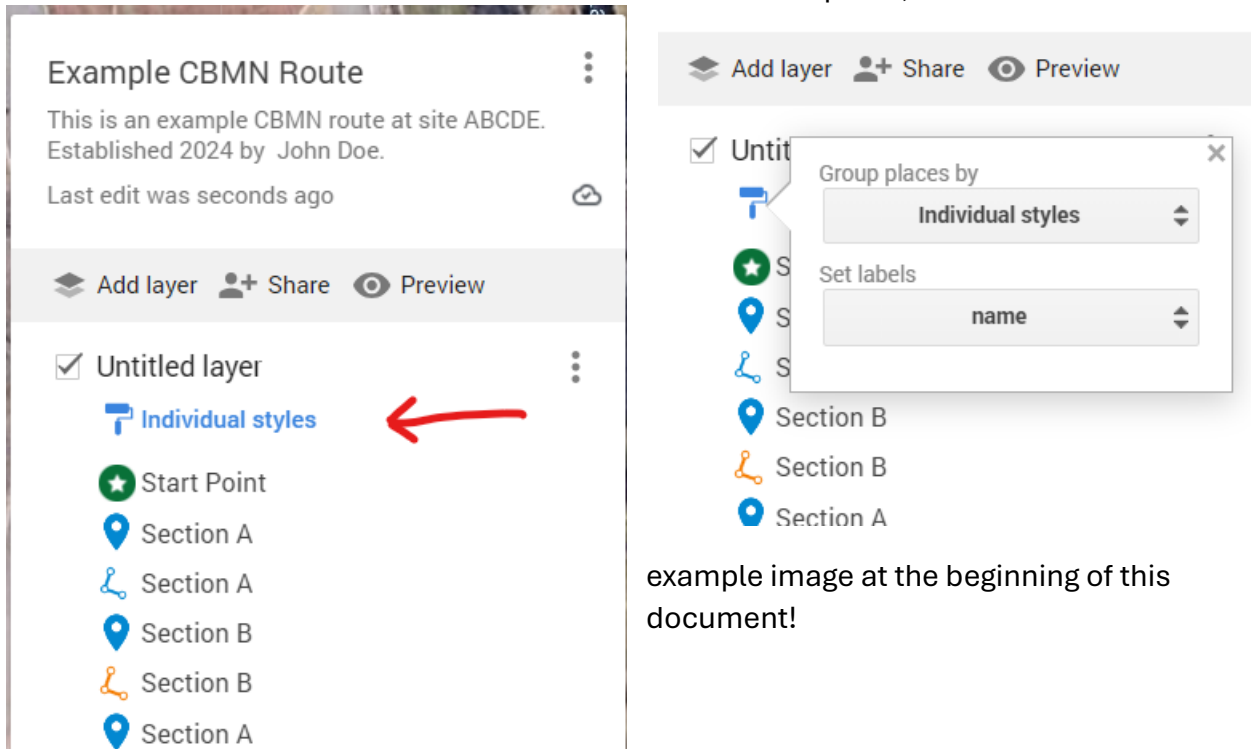 Example CBMN Route
This is an example CBMN route at site ABCDE.
Established 2024 by John Doe.
Last edit was seconds ago
Add layer Share Preview
Untitled layer
Individual styles
Start Point
Section A
Section A
Section B
Section B
Section A
Add layer Share Preview
Untit
Group places by
Individual styles
S
Set labels
S
name
S
Section B
Section B
Section A
example image at the beginning of this
document!